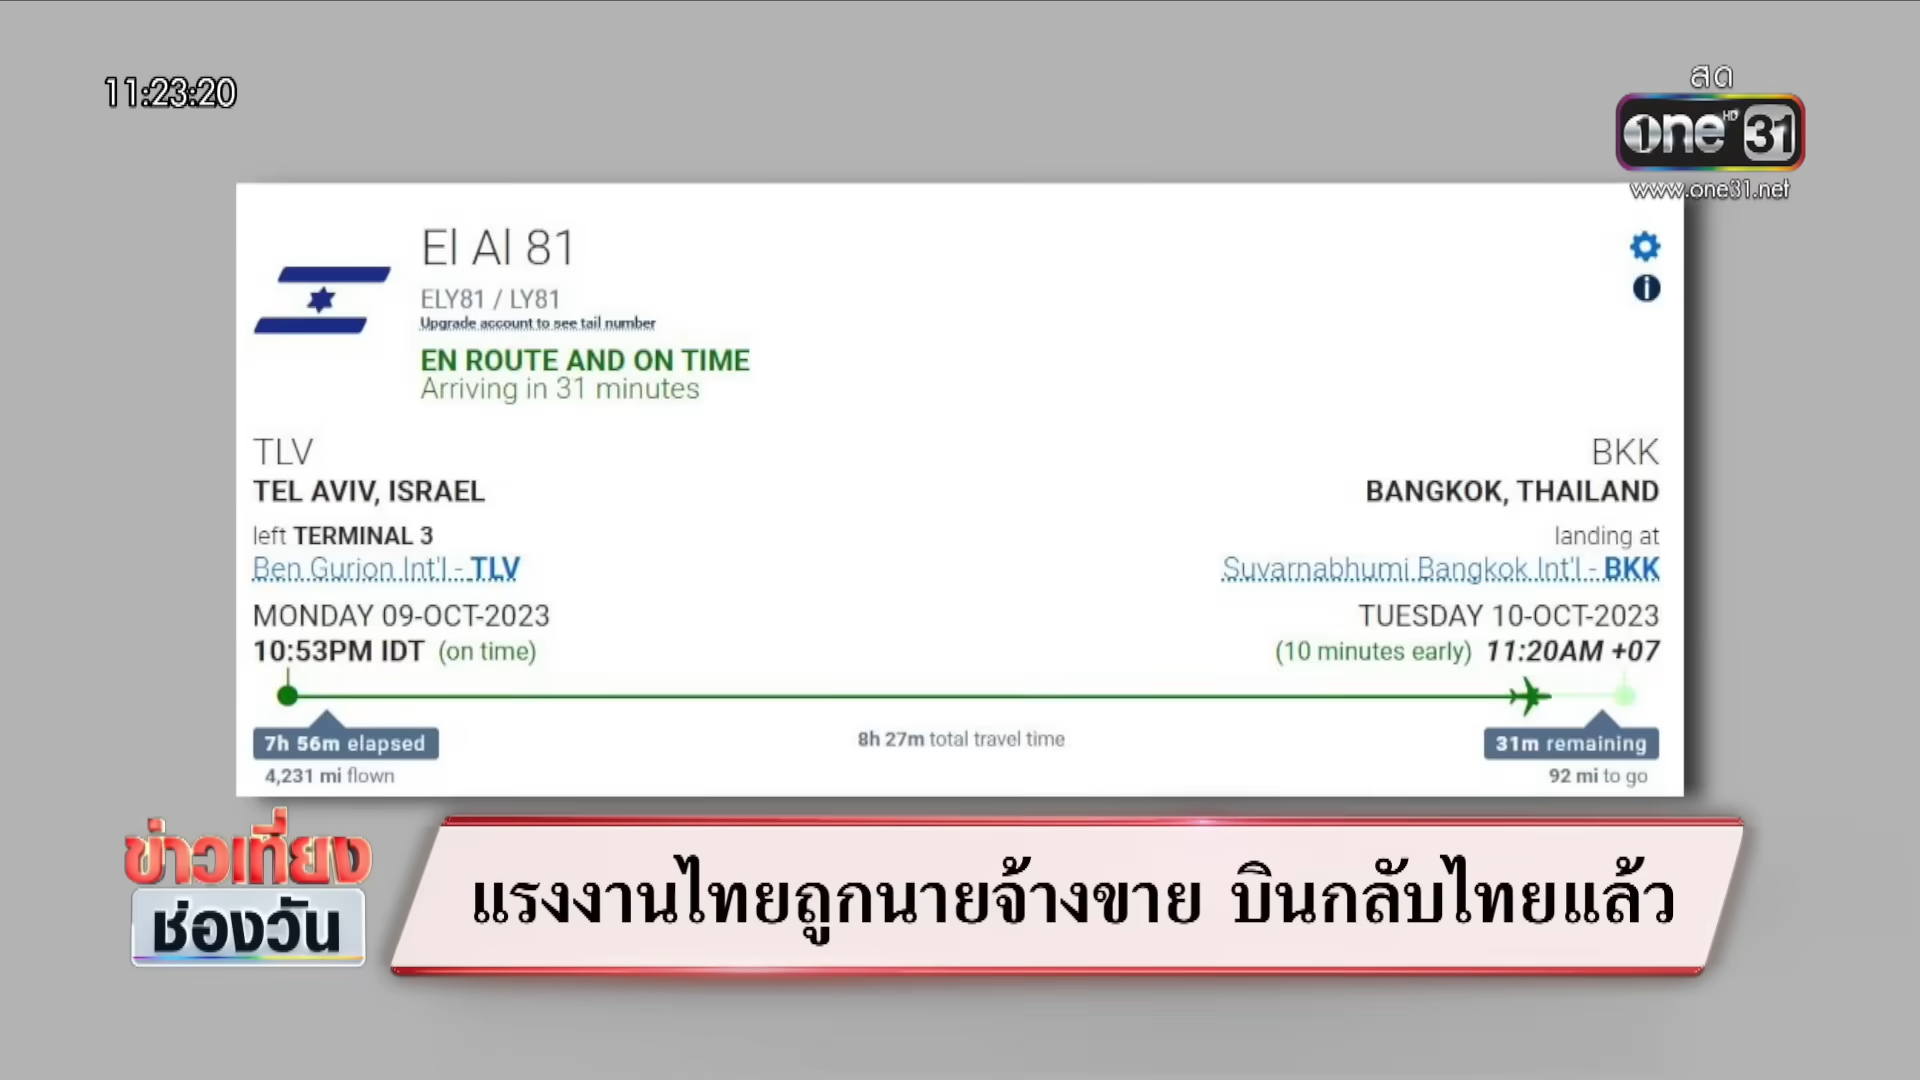 11:23:20
สด
one HD 31
www.one31.net
El Al 81
ELY81 / LY81
Upgrade account to see tail number
EN ROUTE AND ON TIME
Arriving in 31 minutes
TLV
BKK
TEL AVIV, ISRAEL
BANGKOK, THAILAND
left TERMINAL 3
landing at
Ben Gurion Int'l - TLV
Suvarnabhumi Bangkok Int'l - BKK
MONDAY 09-OCT-2023
TUESDAY 10-OCT-2023
10:53PM IDT (on time)
(10 minutes early) 11:20AM +07
7h 56m elapsed
8h 27m total travel time
31m remaining
4,231 mi flown
92 mi to go
ข่าวเที่ยง
ช่องวัน
แรงงานไทยถูกนายจ้างขาย บินกลับไทยแล้ว